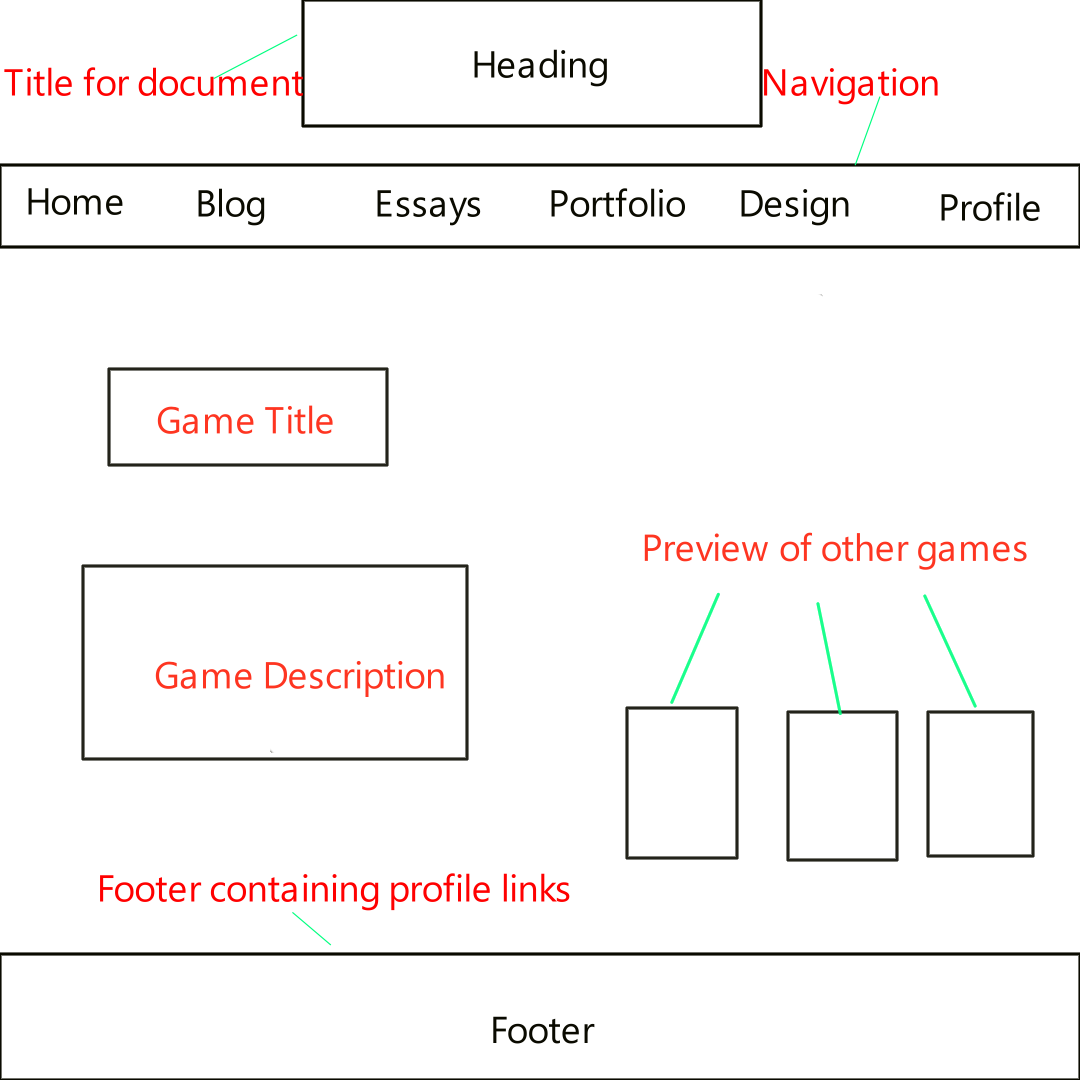 Heading
Title for document
Navigation
Home Blog Essays Portfolio Design Profile
Game Title
Preview of other games
Game Description
Footer containing profile links
Footer